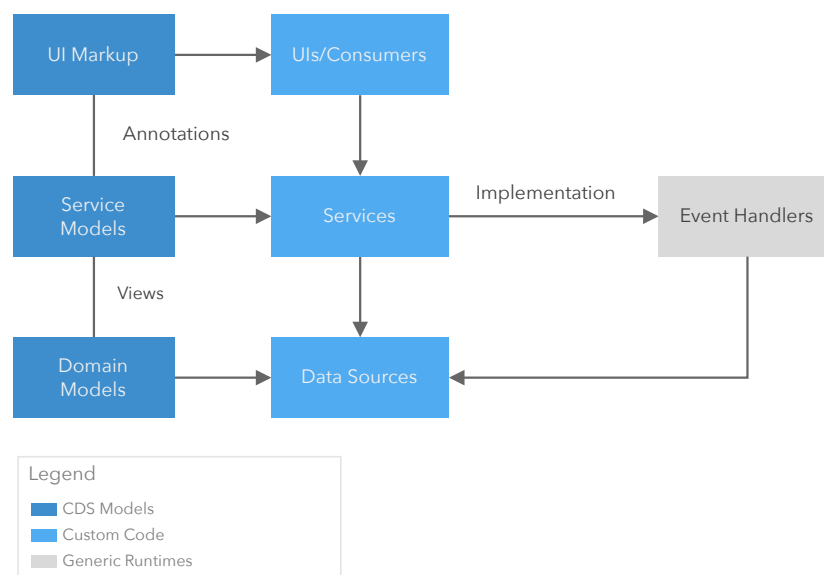 UI Markup
UIs/Consumers
Annotations
Service
Models
Services
Implementation
Event Handlers
Views
Domain
Models
Data Sources
Legend
CDS Models
Custom Code
Generic Runtimes